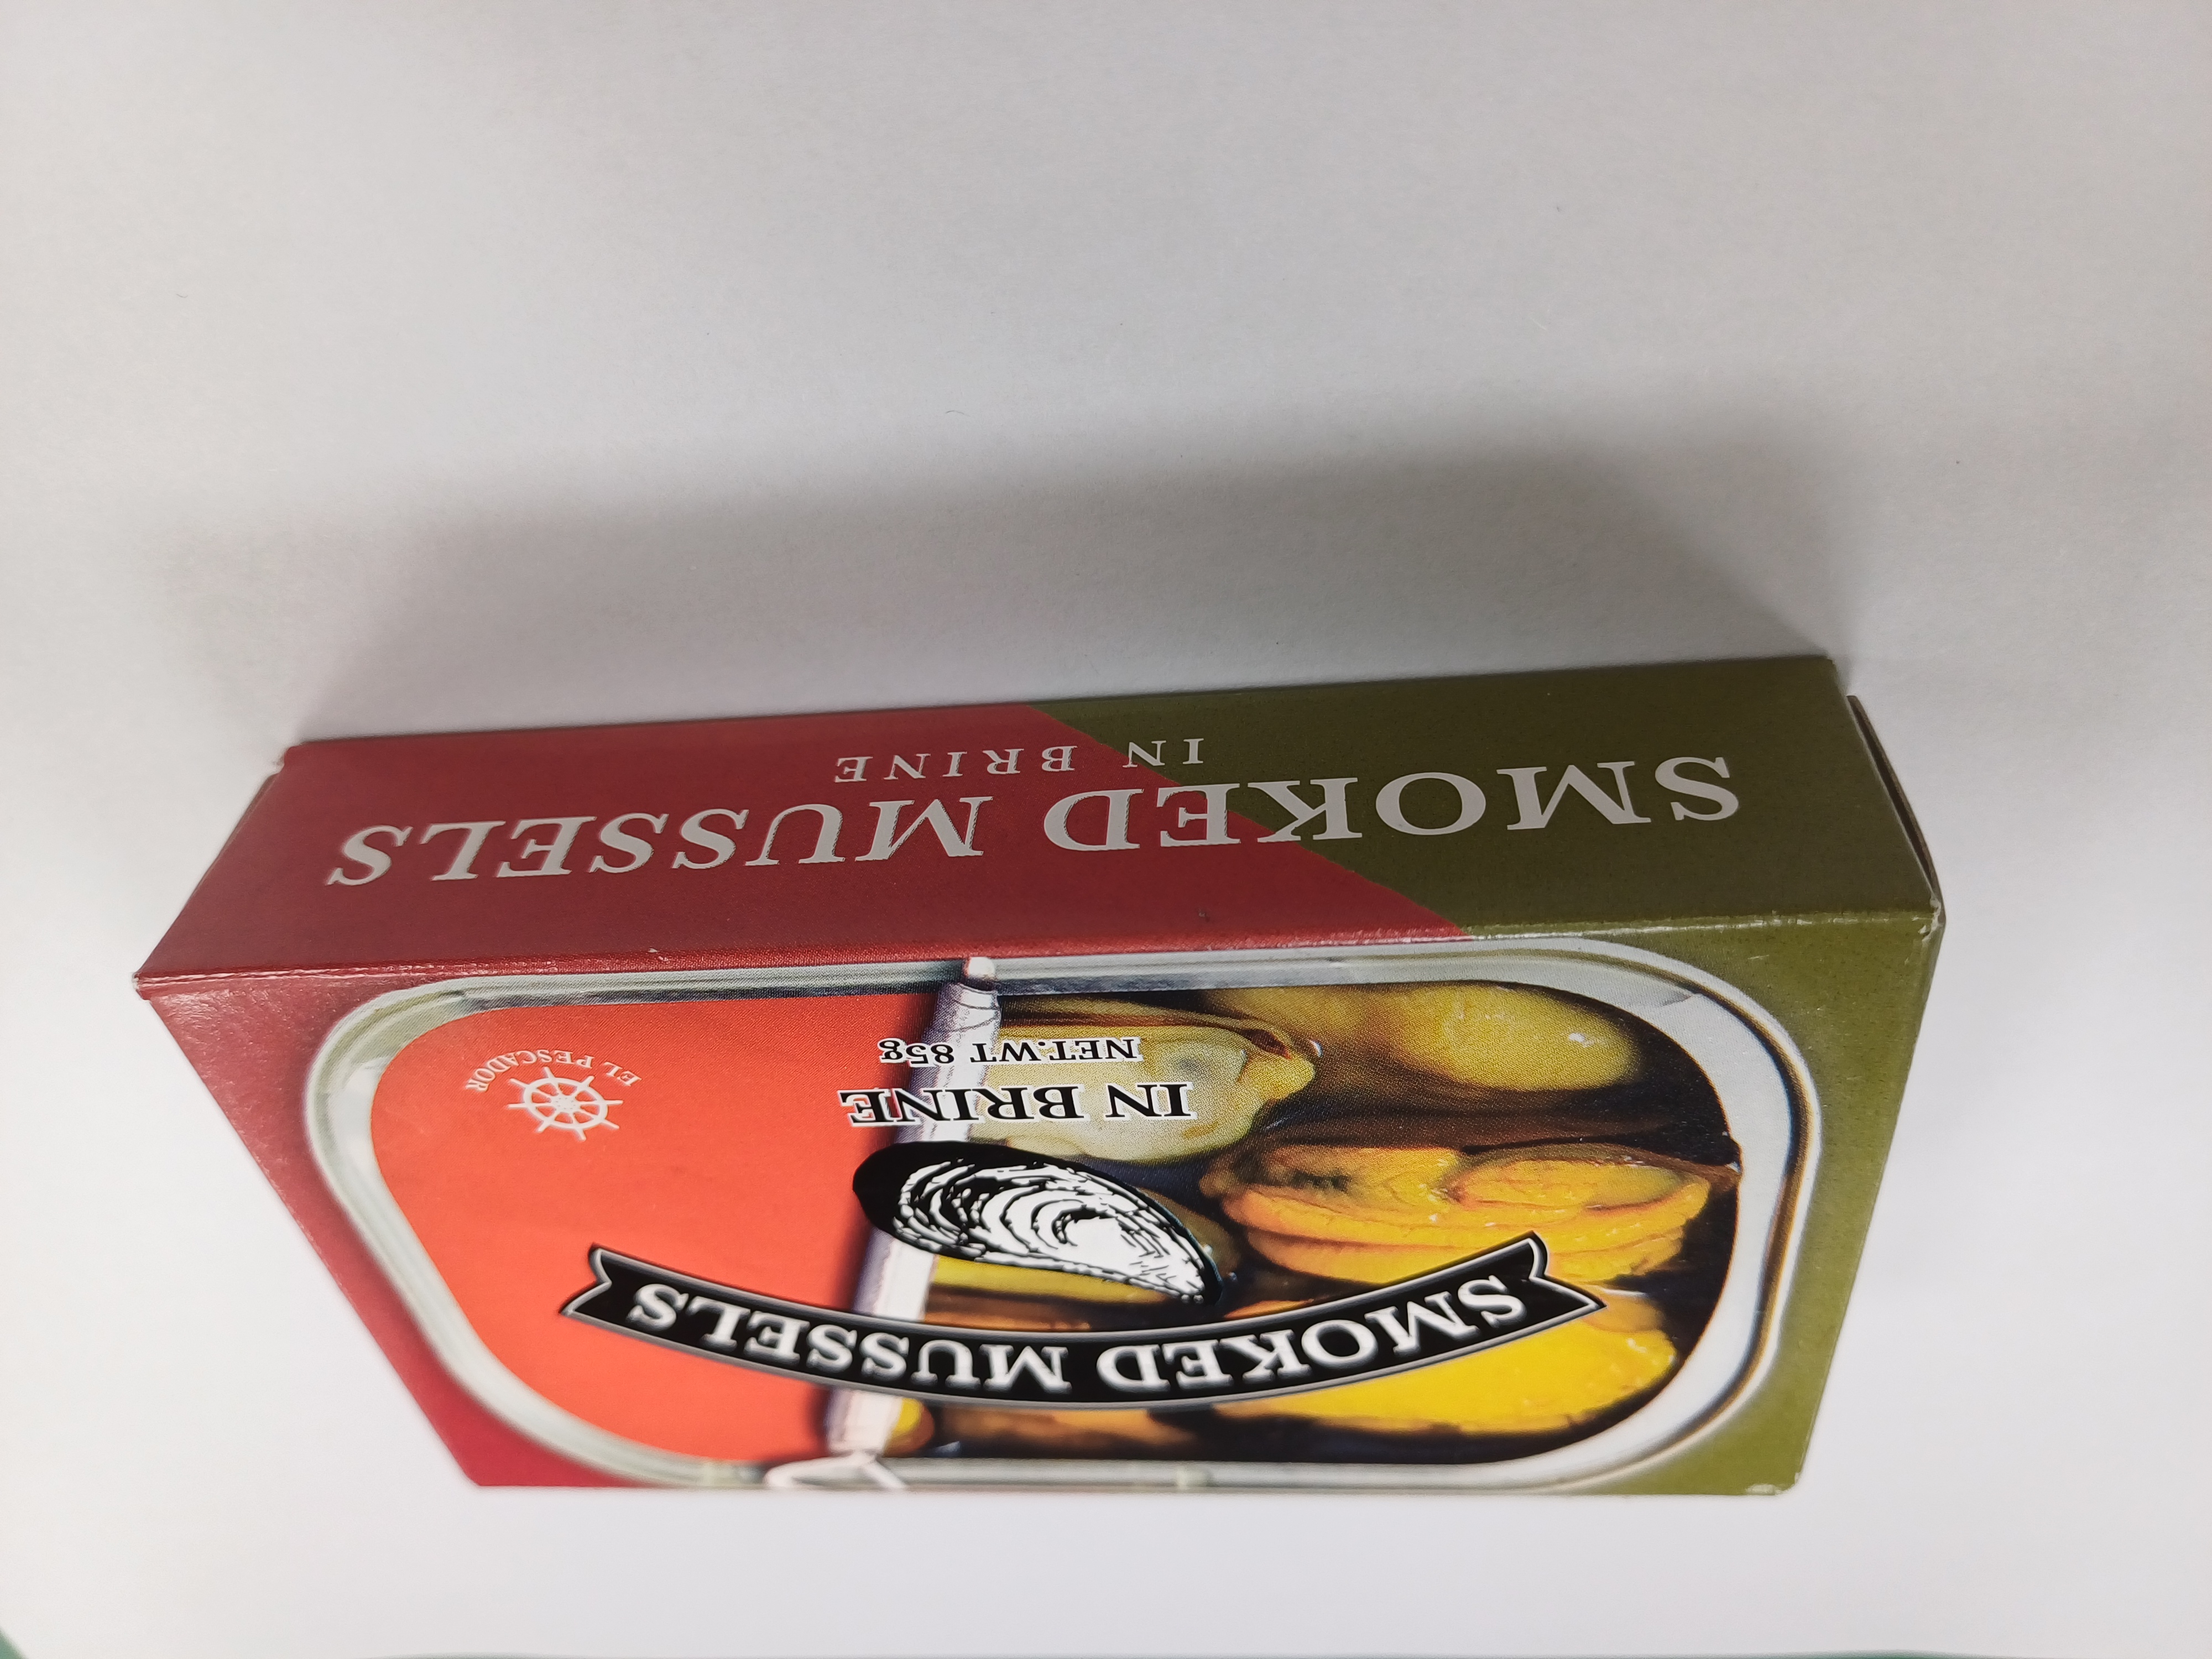 SMOKED MUSSELS
IN BRINE
NET.WT 85g
EL PESCADOR
SMOKED MUSSELS
IN BRINE